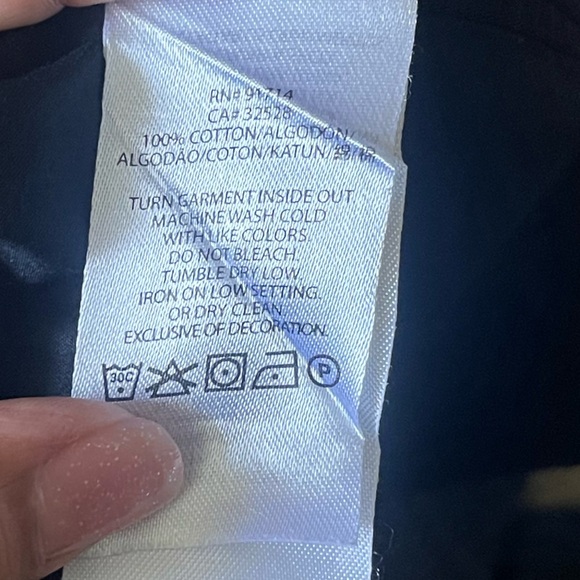 RN# 91714
CA# 32528
100% COTTON/ALGODON/
ALGODAO/COTON/KATUN/
TURN GARMENT INSIDE OUT
MACHINE WASH COLD
WITH LIKE COLORS.
DO NOT BLEACH.
TUMBLE DRY LOW.
IRON ON LOW SETTING.
OR DRY CLEAN
EXCLUSIVE OF DECORATION.
30C P